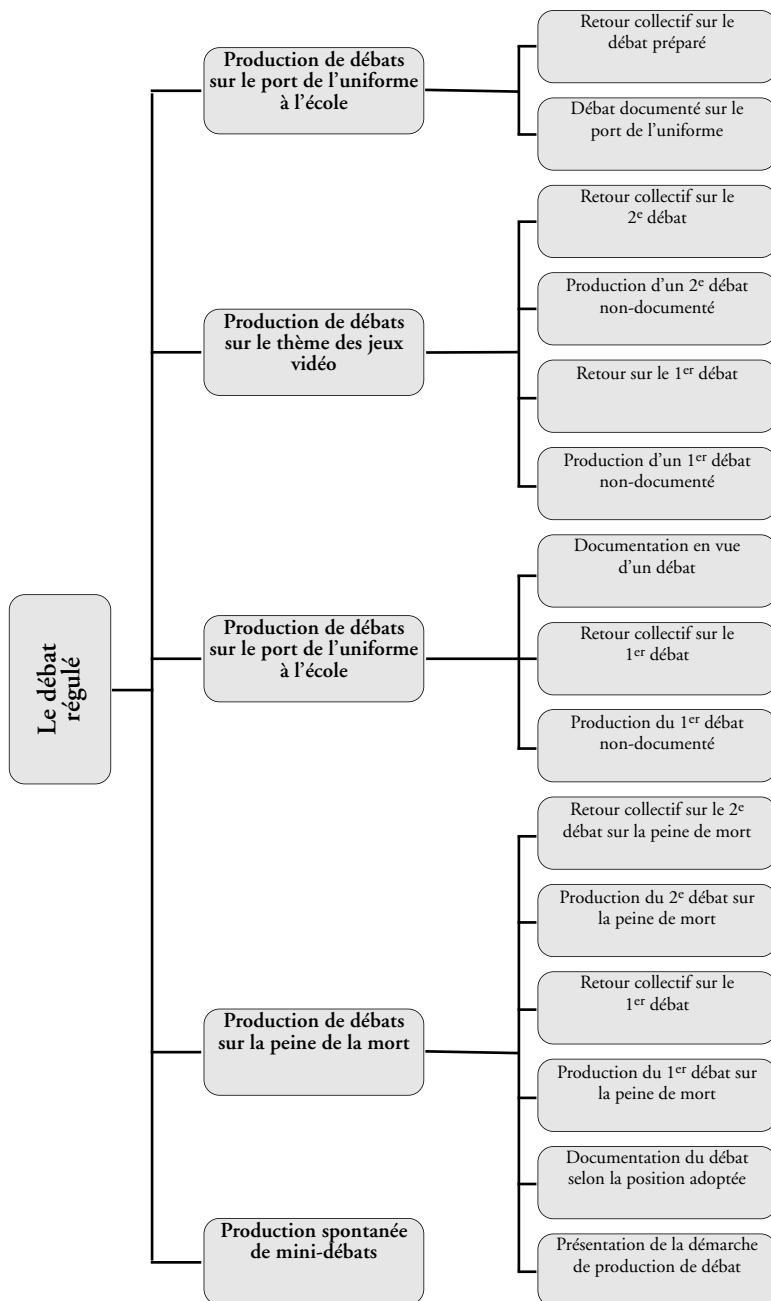 Le débat
régulé
Production de débats
sur le port de l’uniforme
à l’école
Retour collectif sur le
débat préparé
Débat documenté sur le
port de l’uniforme
Production de débats
sur le thème des jeux
vidéo
Retour collectif sur le
2e débat
Production d’un 2e débat
non-documenté
Retour sur le 1er débat
Production d’un 1er débat
non-documenté
Production de débats
sur le port de l’uniforme
à l’école
Documentation en vue
d’un débat
Retour collectif sur le
1er débat
Production du 1er débat
non-documenté
Production de débats
sur la peine de la mort
Retour collectif sur le 2e
débat sur la peine de mort
Production du 2e débat sur
la peine de mort
Retour collectif sur le
1er débat
Production du 1er débat sur
la peine de mort
Documentation du débat
selon la position adoptée
Présentation de la démarche
de production de débat
Production spontanée
de mini-débats